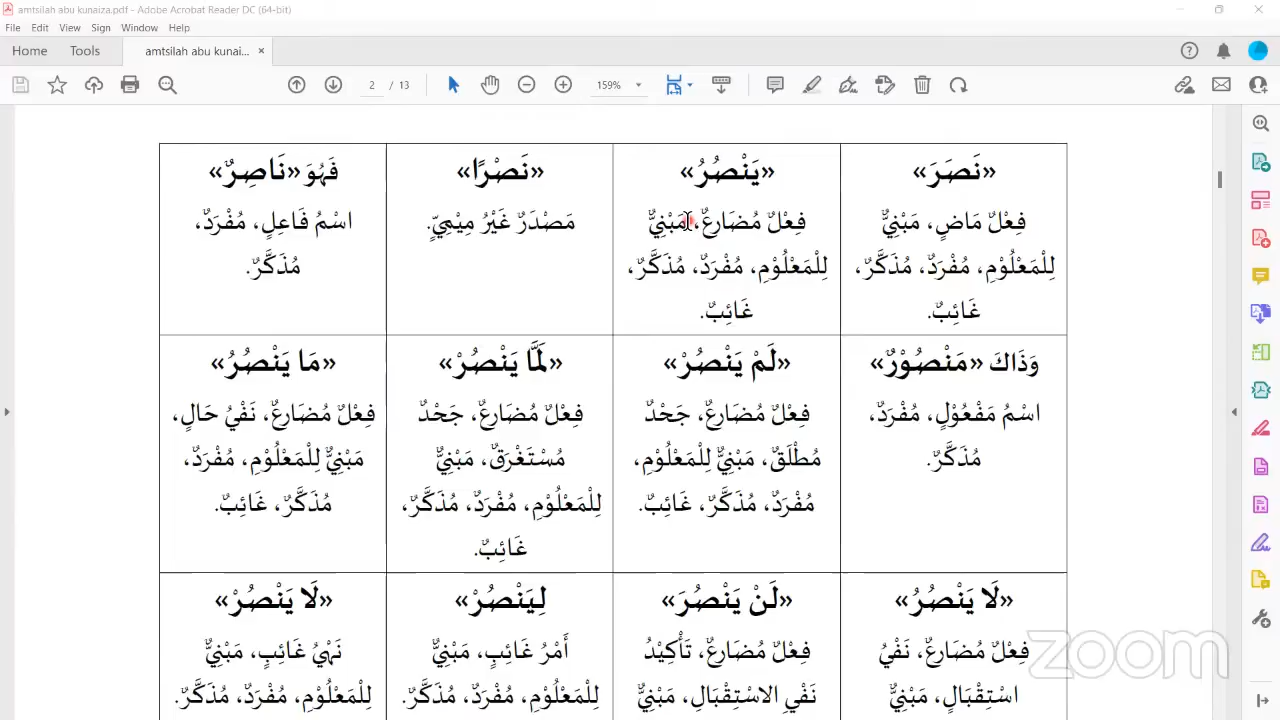 amtsilah abu kunaiza.pdf - Adobe Acrobat Reader DC (64-bit)
File Edit View Sign Window Help
Home Tools amtsilah abu kunai... ×
2 / 13 159%
«نَصَرَ»
فِعْلٌ مَاضٍ، مَبْنِيٌّ
لِلْمَعْلُوْمِ، مُفْرَدٌ، مُذَكَّرٌ،
غَائِبٌ.
«يَنْصُرُ»
فِعْلٌ مُضَارِعٌ، مَبْنِيٌّ
لِلْمَعْلُوْمِ، مُفْرَدٌ، مُذَكَّرٌ،
غَائِبٌ.
«نَصْرًا»
مَصْدَرٌ غَيْرُ مِيْمِيٍّ.
فَهُوَ «نَاصِرٌ»
اسْمُ فَاعِلٍ، مُفْرَدٌ،
مُذَكَّرٌ.
وَذَاكَ «مَنْصُوْرٌ»
اسْمُ مَفْعُوْلٍ، مُفْرَدٌ،
مُذَكَّرٌ.
«لَمْ يَنْصُرْ»
فِعْلٌ مُضَارِعٌ، جَحْدٌ
مُطْلَقٌ، مَبْنِيٌّ لِلْمَعْلُوْمِ،
مُفْرَدٌ، مُذَكَّرٌ، غَائِبٌ.
«لَمَّا يَنْصُرْ»
فِعْلٌ مُضَارِعٌ، جَحْدٌ
مُسْتَغْرَقٌ، مَبْنِيٌّ
لِلْمَعْلُوْمِ، مُفْرَدٌ، مُذَكَّرٌ،
غَائِبٌ.
«مَا يَنْصُرُ»
فِعْلٌ مُضَارِعٌ، نَفْيُ حَالٍ،
مَبْنِيٌّ لِلْمَعْلُوْمِ، مُفْرَدٌ،
مُذَكَّرٌ، غَائِبٌ.
«لَا يَنْصُرُ»
فِعْلٌ مُضَارِعٌ، نَفْيُ
اسْتِقْبَالٍ، مَبْنِيٌّ
«لَنْ يَنْصُرَ»
فِعْلٌ مُضَارِعٌ، تَأْكِيْدُ
نَفْيِ الاسْتِقْبَالِ، مَبْنِيٌّ
«لِيَنْصُرْ»
أَمْرُ غَائِبٍ، مَبْنِيٌّ
لِلْمَعْلُوْمِ، مُفْرَدٌ، مُذَكَّرٌ.
«لَا يَنْصُرْ»
نَهْيُ غَائِبٍ، مَبْنِيٌّ
لِلْمَعْلُوْمِ، مُفْرَدٌ، مُذَكَّرٌ.
zoom